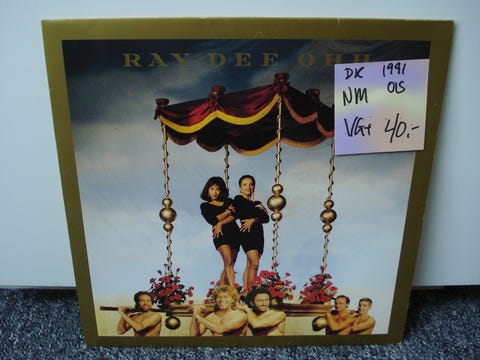 RAY DEE OHH
DK 1991
NM OIS
VG+ 40:-